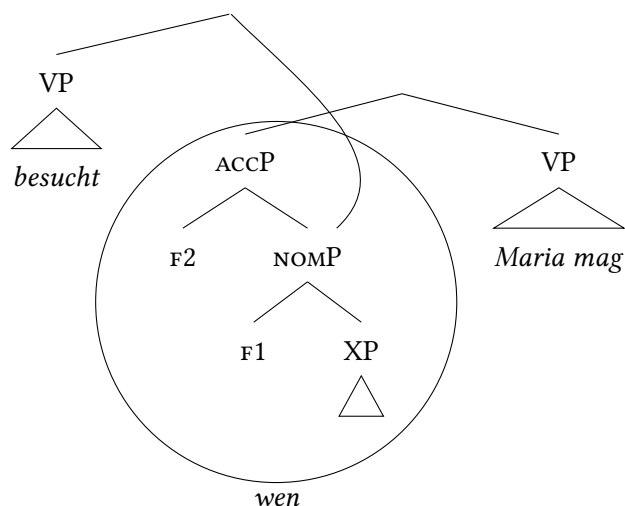 VP
besucht
ACCP
VP
Maria mag
F2
NOMP
F1
XP
wen